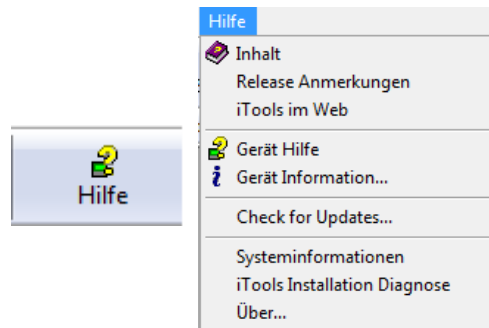 Hilfe
Hilfe
Inhalt
Release Anmerkungen
iTools im Web
Gerät Hilfe
Gerät Information...
Check for Updates...
Systeminformationen
iTools Installation Diagnose
Über...